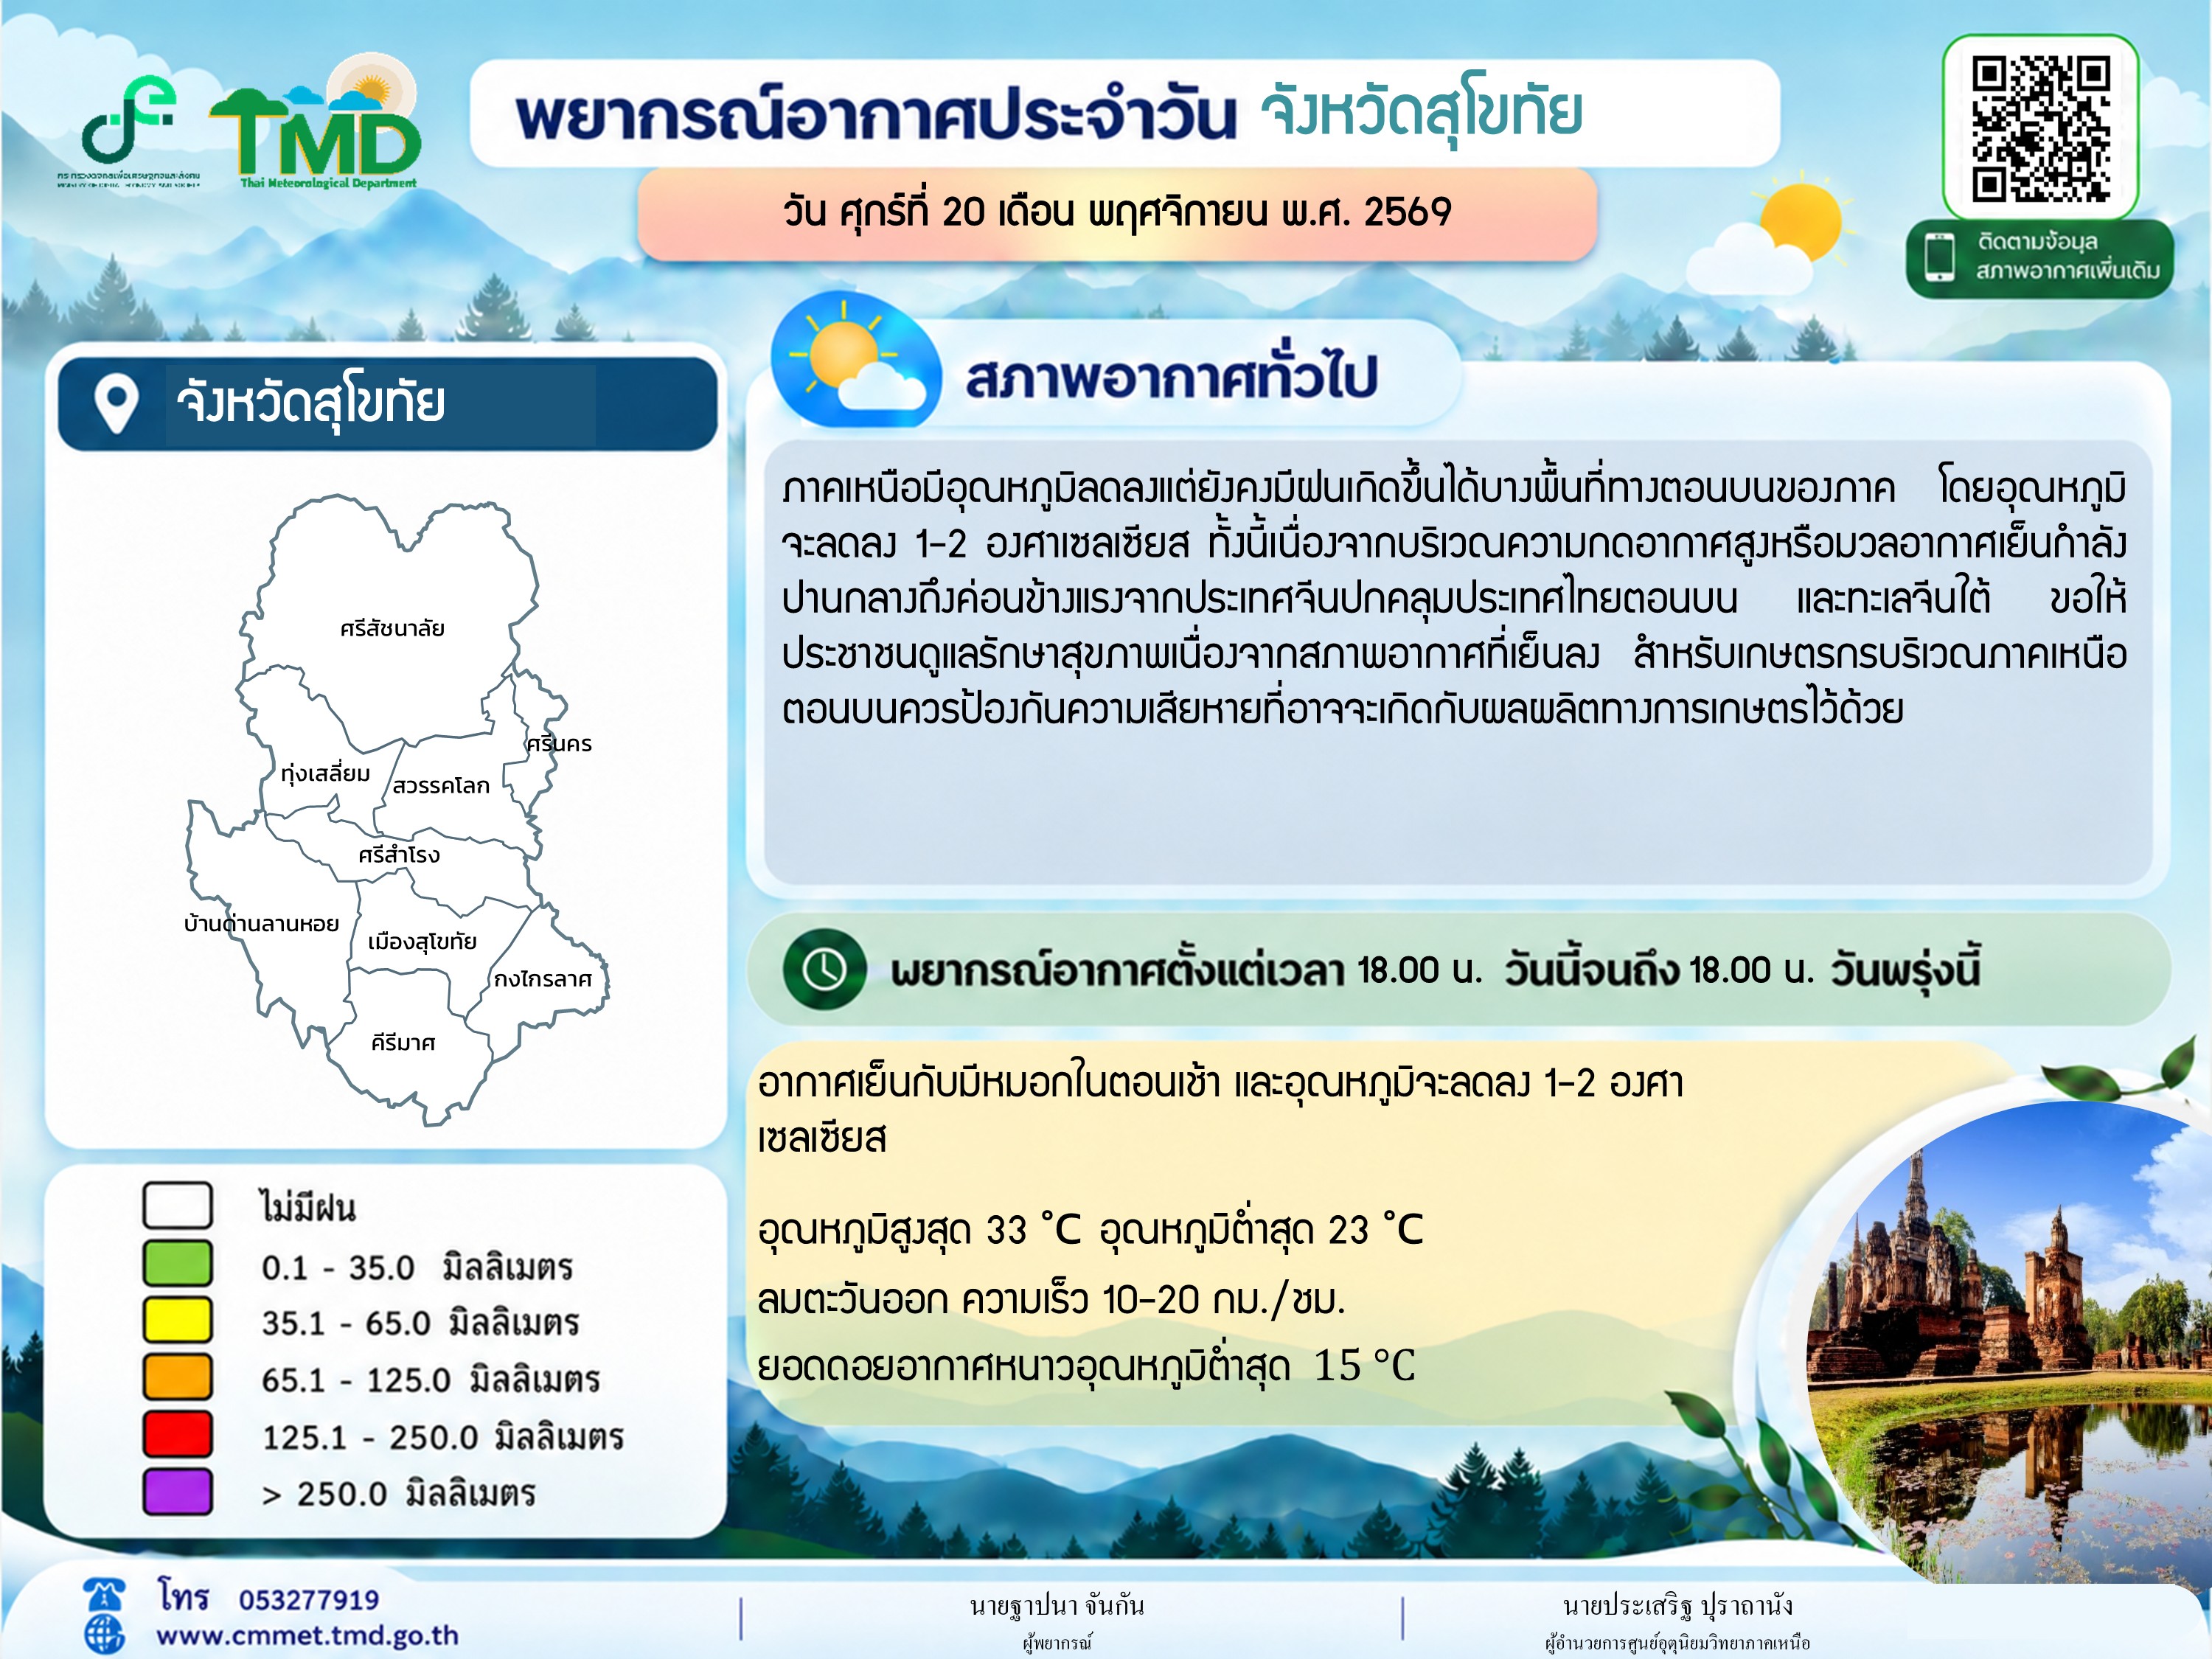 TMD
Thai Meteorological Department
พยากรณ์อากาศประจำวัน จังหวัดสุโขทัย
วัน ศุกร์ที่ 20 เดือน พฤศจิกายน พ.ศ. 2569
ติดตามข้อมูล
สภาพอากาศเพิ่มเติม
จังหวัดสุโขทัย
ศรีสัชนาลัย
ศรีนคร
ทุ่งเสลี่ยม
สวรรคโลก
ศรีสำโรง
บ้านด่านลานหอย
เมืองสุโขทัย
กงไกรลาศ
คีรีมาศ
ไม่มีฝน
0.1 - 35.0 มิลลิเมตร
35.1 - 65.0 มิลลิเมตร
65.1 - 125.0 มิลลิเมตร
125.1 - 250.0 มิลลิเมตร
> 250.0 มิลลิเมตร
สภาพอากาศทั่วไป
ภาคเหนือมีอุณหภูมิลดลงแต่ยังคงมีฝนเกิดขึ้นได้บางพื้นที่ทางตอนบนของภาค โดยอุณหภูมิ
จะลดลง 1-2 องศาเซลเซียส ทั้งนี้เนื่องจากบริเวณความกดอากาศสูงหรือมวลอากาศเย็นกำลัง
ปานกลางถึงค่อนข้างแรงจากประเทศจีนปกคลุมประเทศไทยตอนบน และทะเลจีนใต้ ขอให้
ประชาชนดูแลรักษาสุขภาพเนื่องจากสภาพอากาศที่เย็นลง สำหรับเกษตรกรบริเวณภาคเหนือ
ตอนบนควรป้องกันความเสียหายที่อาจจะเกิดกับผลผลิตทางการเกษตรไว้ด้วย
พยากรณ์อากาศตั้งแต่เวลา 18.00 น. วันนี้จนถึง 18.00 น. วันพรุ่งนี้
อากาศเย็นกับมีหมอกในตอนเช้า และอุณหภูมิจะลดลง 1-2 องศา
เซลเซียส
อุณหภูมิสูงสุด 33 °C อุณหภูมิต่ำสุด 23 °C
ลมตะวันออก ความเร็ว 10-20 กม./ชม.
ยอดดอยอากาศหนาวอุณหภูมิต่ำสุด 15 °C
โทร 053277919
www.cmmet.tmd.go.th
นายฐาปนา จันกัน
ผู้พยากรณ์
นายประเสริฐ ปุราถานัง
ผู้อำนวยการศูนย์อุตุนิยมวิทยาภาคเหนือ